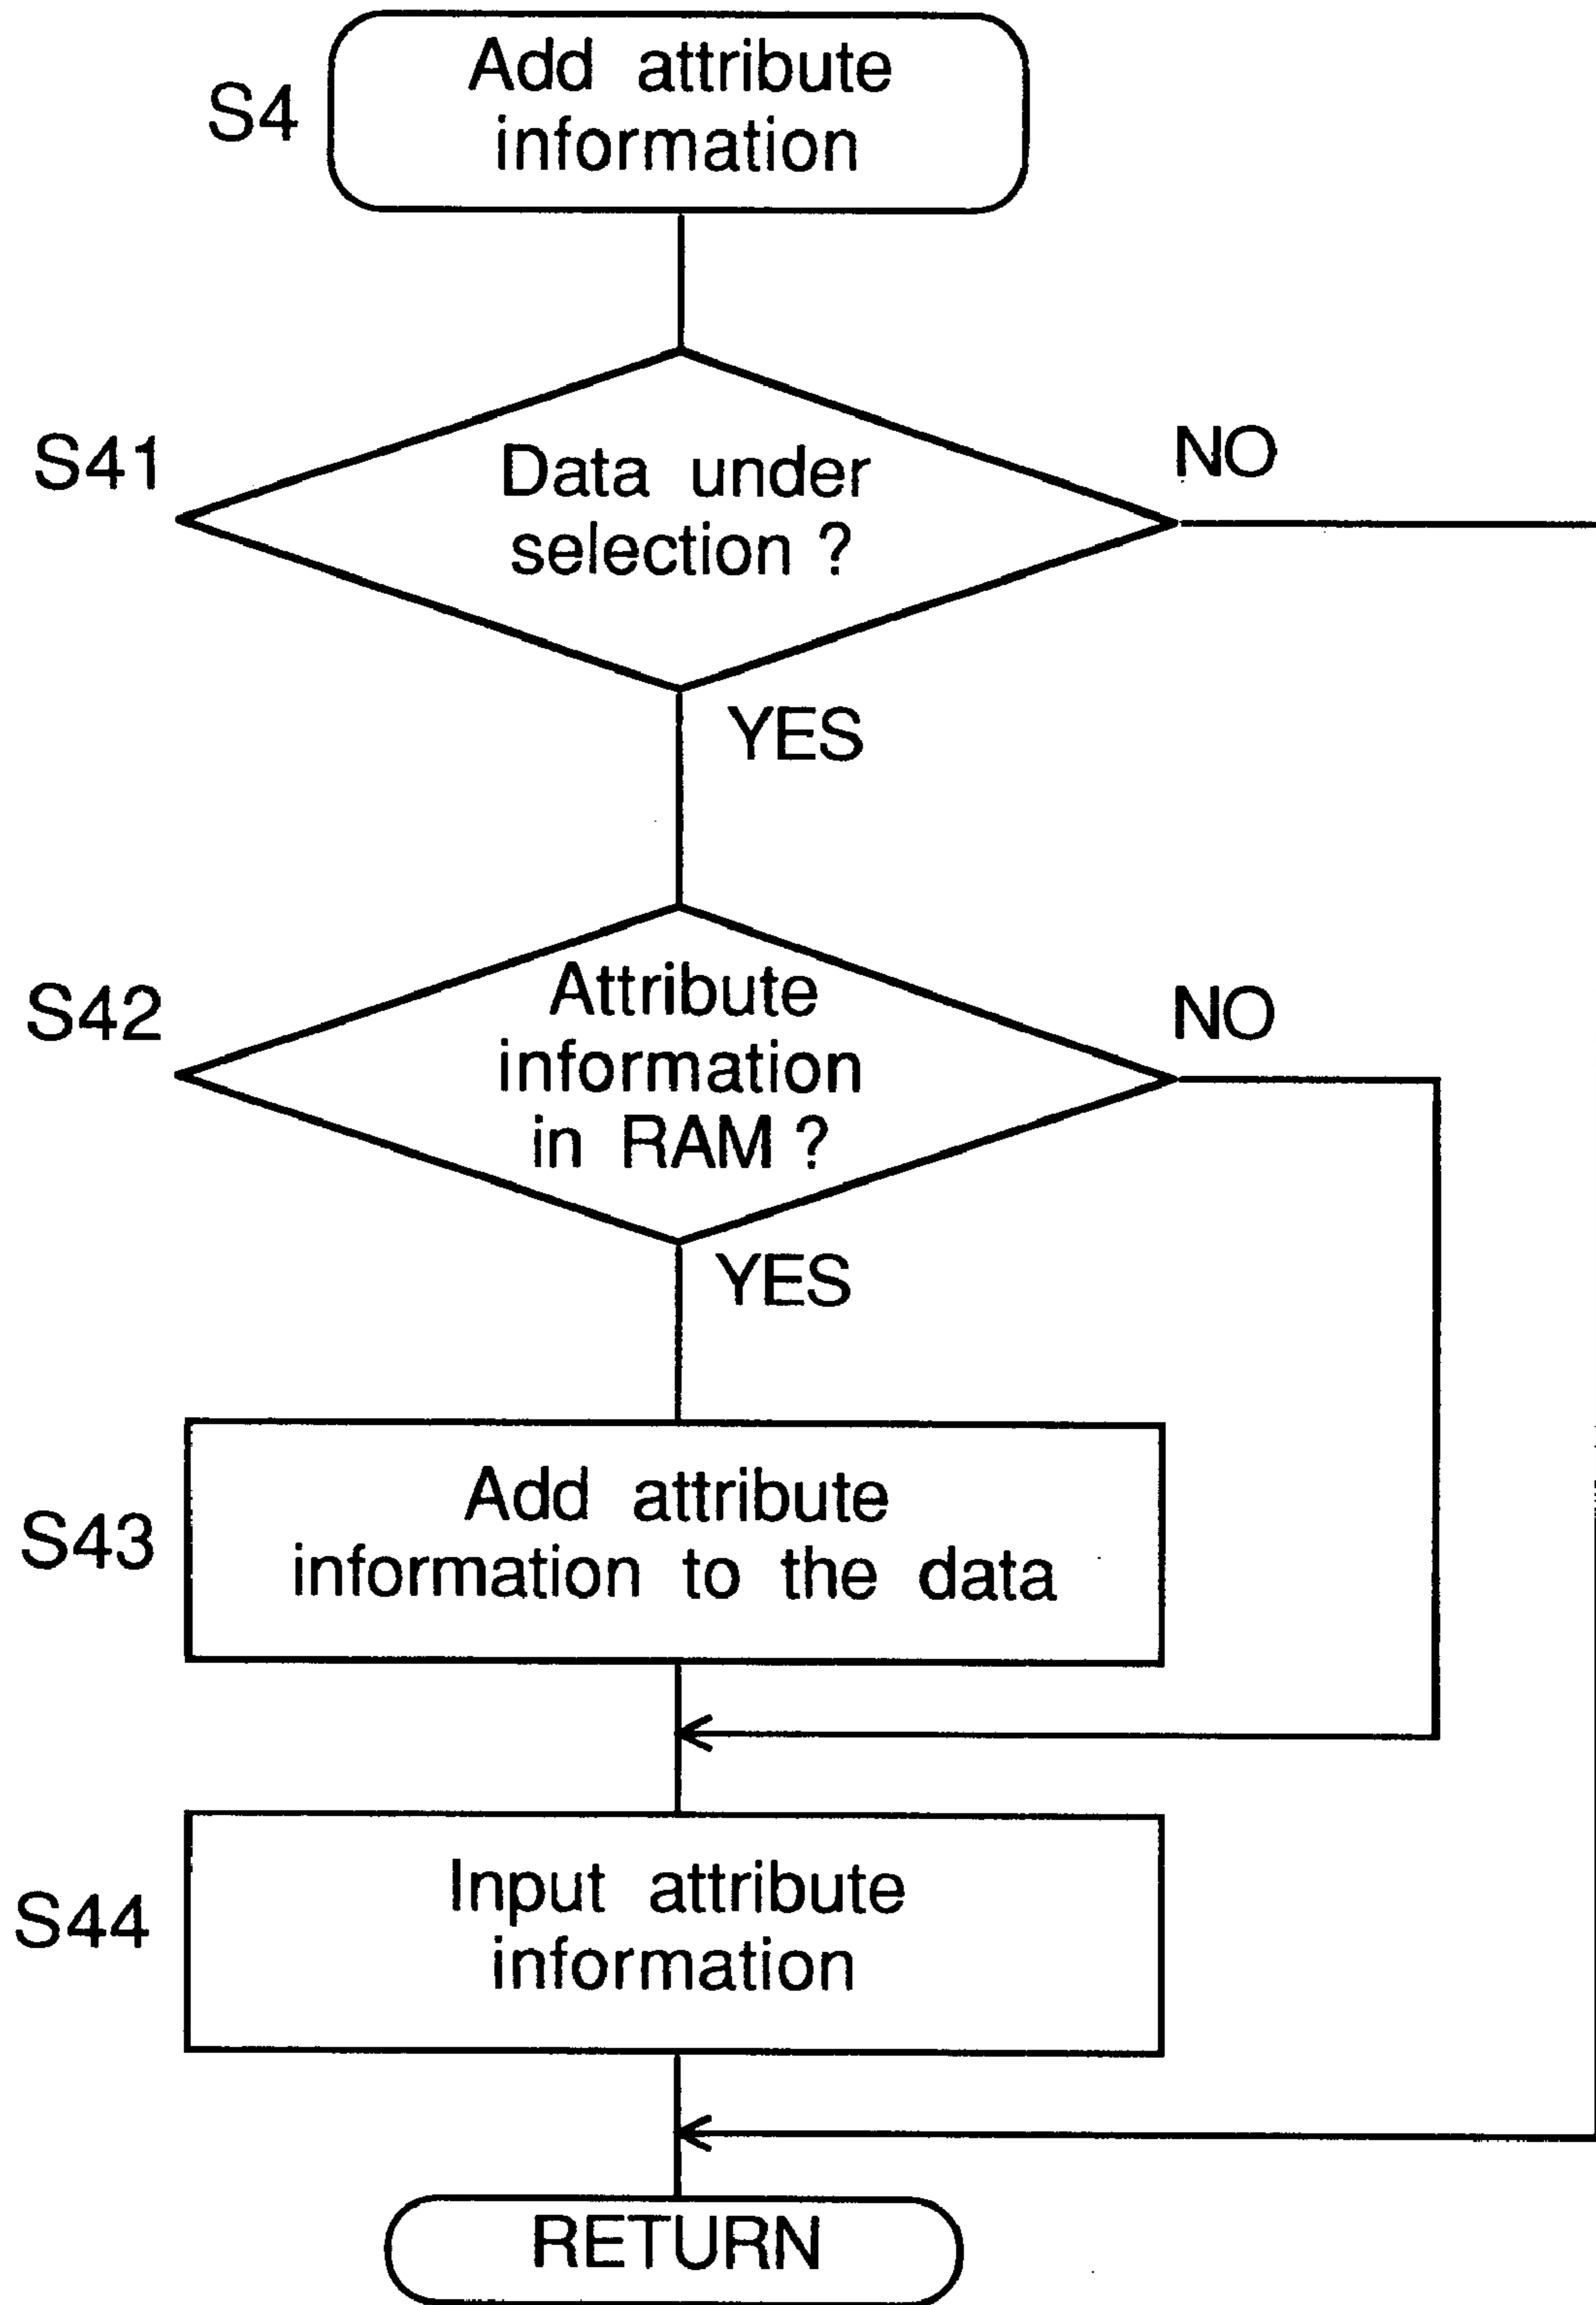 S4
Add attribute
information
S41
Data under
selection ?
NO
YES
S42
Attribute
information
in RAM ?
NO
YES
S43
Add attribute
information to the data
S44
Input attribute
information
RETURN